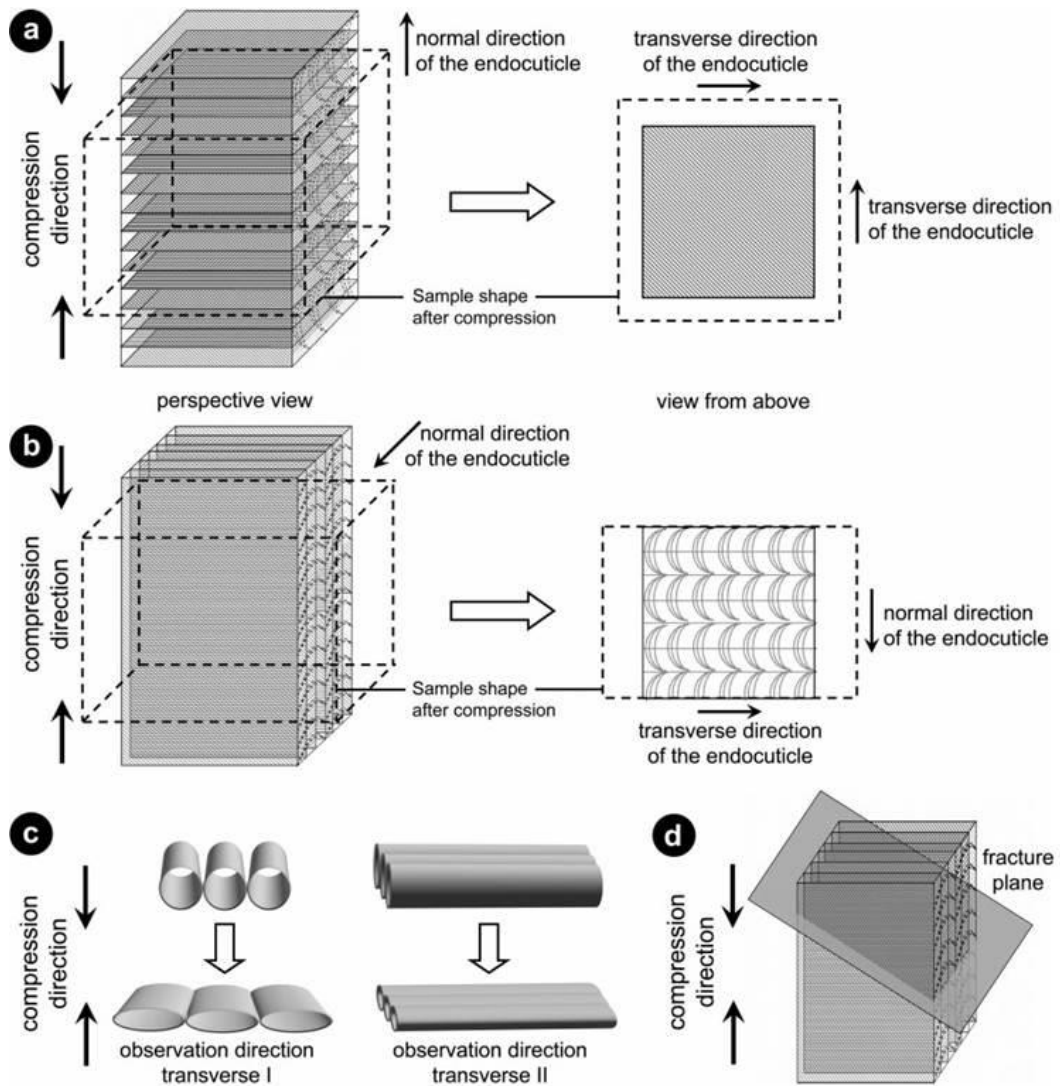 a
compression
direction
normal direction
of the endocuticle
transverse direction
of the endocuticle
transverse direction
of the endocuticle
Sample shape
after compression
perspective view
view from above
b
compression
direction
normal direction
of the endocuticle
normal direction
of the endocuticle
Sample shape
after compression
transverse direction
of the endocuticle
c
compression
direction
observation direction
transverse I
observation direction
transverse II
d
compression
direction
fracture
plane